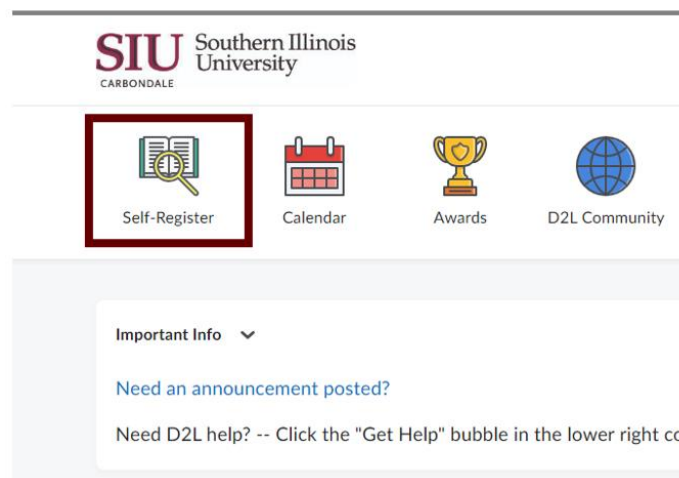 SIU Southern Illinois
University
CARBONDALE
Self-Register
Calendar
Awards
D2L Community
Important Info
Need an announcement posted?
Need D2L help? -- Click the "Get Help" bubble in the lower right